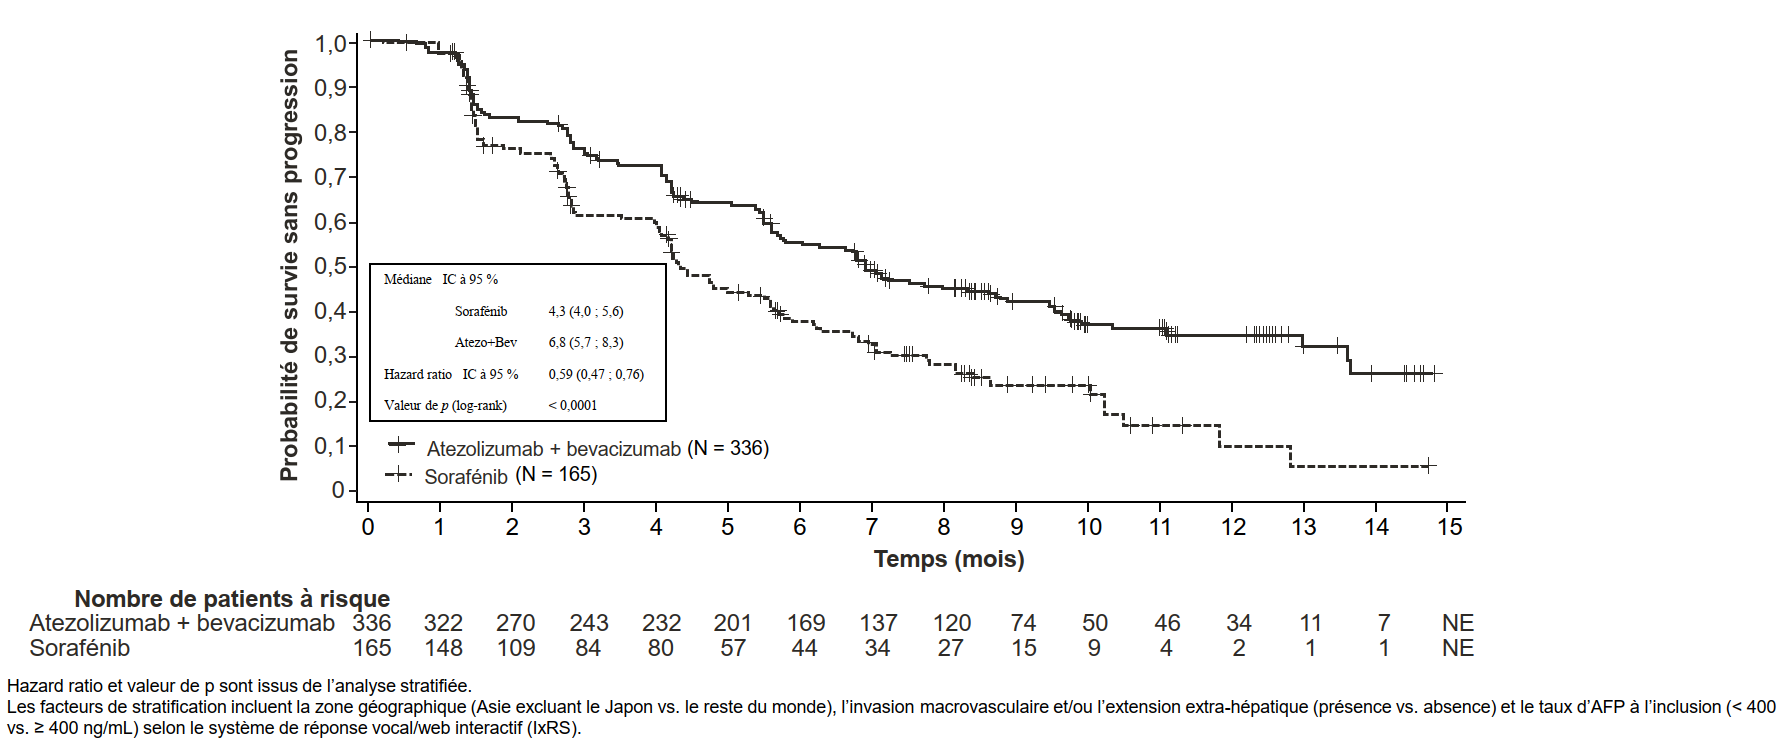 Probabilité de survie sans progression
1,0
0,9
0,8
0,7
0,6
0,5
0,4
0,3
0,2
0,1
0
Médiane IC à 95 %
Sorafénib 4,3 (4,0 ; 5,6)
Atezo+Bev 6,8 (5,7 ; 8,3)
Hazard ratio IC à 95 % 0,59 (0,47 ; 0,76)
Valeur de p (log-rank) < 0,0001
Atezolizumab + bevacizumab (N = 336)
Sorafénib (N = 165)
0 1 2 3 4 5 6 7 8 9 10 11 12 13 14 15
Temps (mois)
Nombre de patients à risque
Atezolizumab + bevacizumab 336 322 270 243 232 201 169 137 120 74 50 46 34 11 7 NE
Sorafénib 165 148 109 84 80 57 44 34 27 15 9 4 2 1 1 NE
Hazard ratio et valeur de p sont issus de l’analyse stratifiée.
Les facteurs de stratification incluent la zone géographique (Asie excluant le Japon vs. le reste du monde), l’invasion macrovasculaire et/ou l’extension extra-hépatique (présence vs. absence) et le taux d’AFP à l’inclusion (< 400
vs. ≥ 400 ng/mL) selon le système de réponse vocal/web interactif (IxRS).